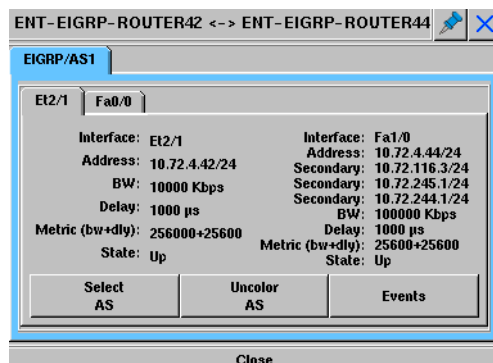 ENT-EIGRP-ROUTER42 <-> ENT-EIGRP-ROUTER44
EIGRP/AS1
Et2/1
Fa0/0
Interface: Et2/1
Address: 10.72.4.42/24
BW: 10000 Kbps
Delay: 1000 µs
Metric (bw+dly): 256000+25600
State: Up
Interface: Fa1/0
Address: 10.72.4.44/24
Secondary: 10.72.116.3/24
Secondary: 10.72.245.1/24
Secondary: 10.72.244.1/24
BW: 100000 Kbps
Delay: 1000 µs
Metric (bw+dly): 25600+25600
State: Up
Select
AS
Uncolor
AS
Events
Close